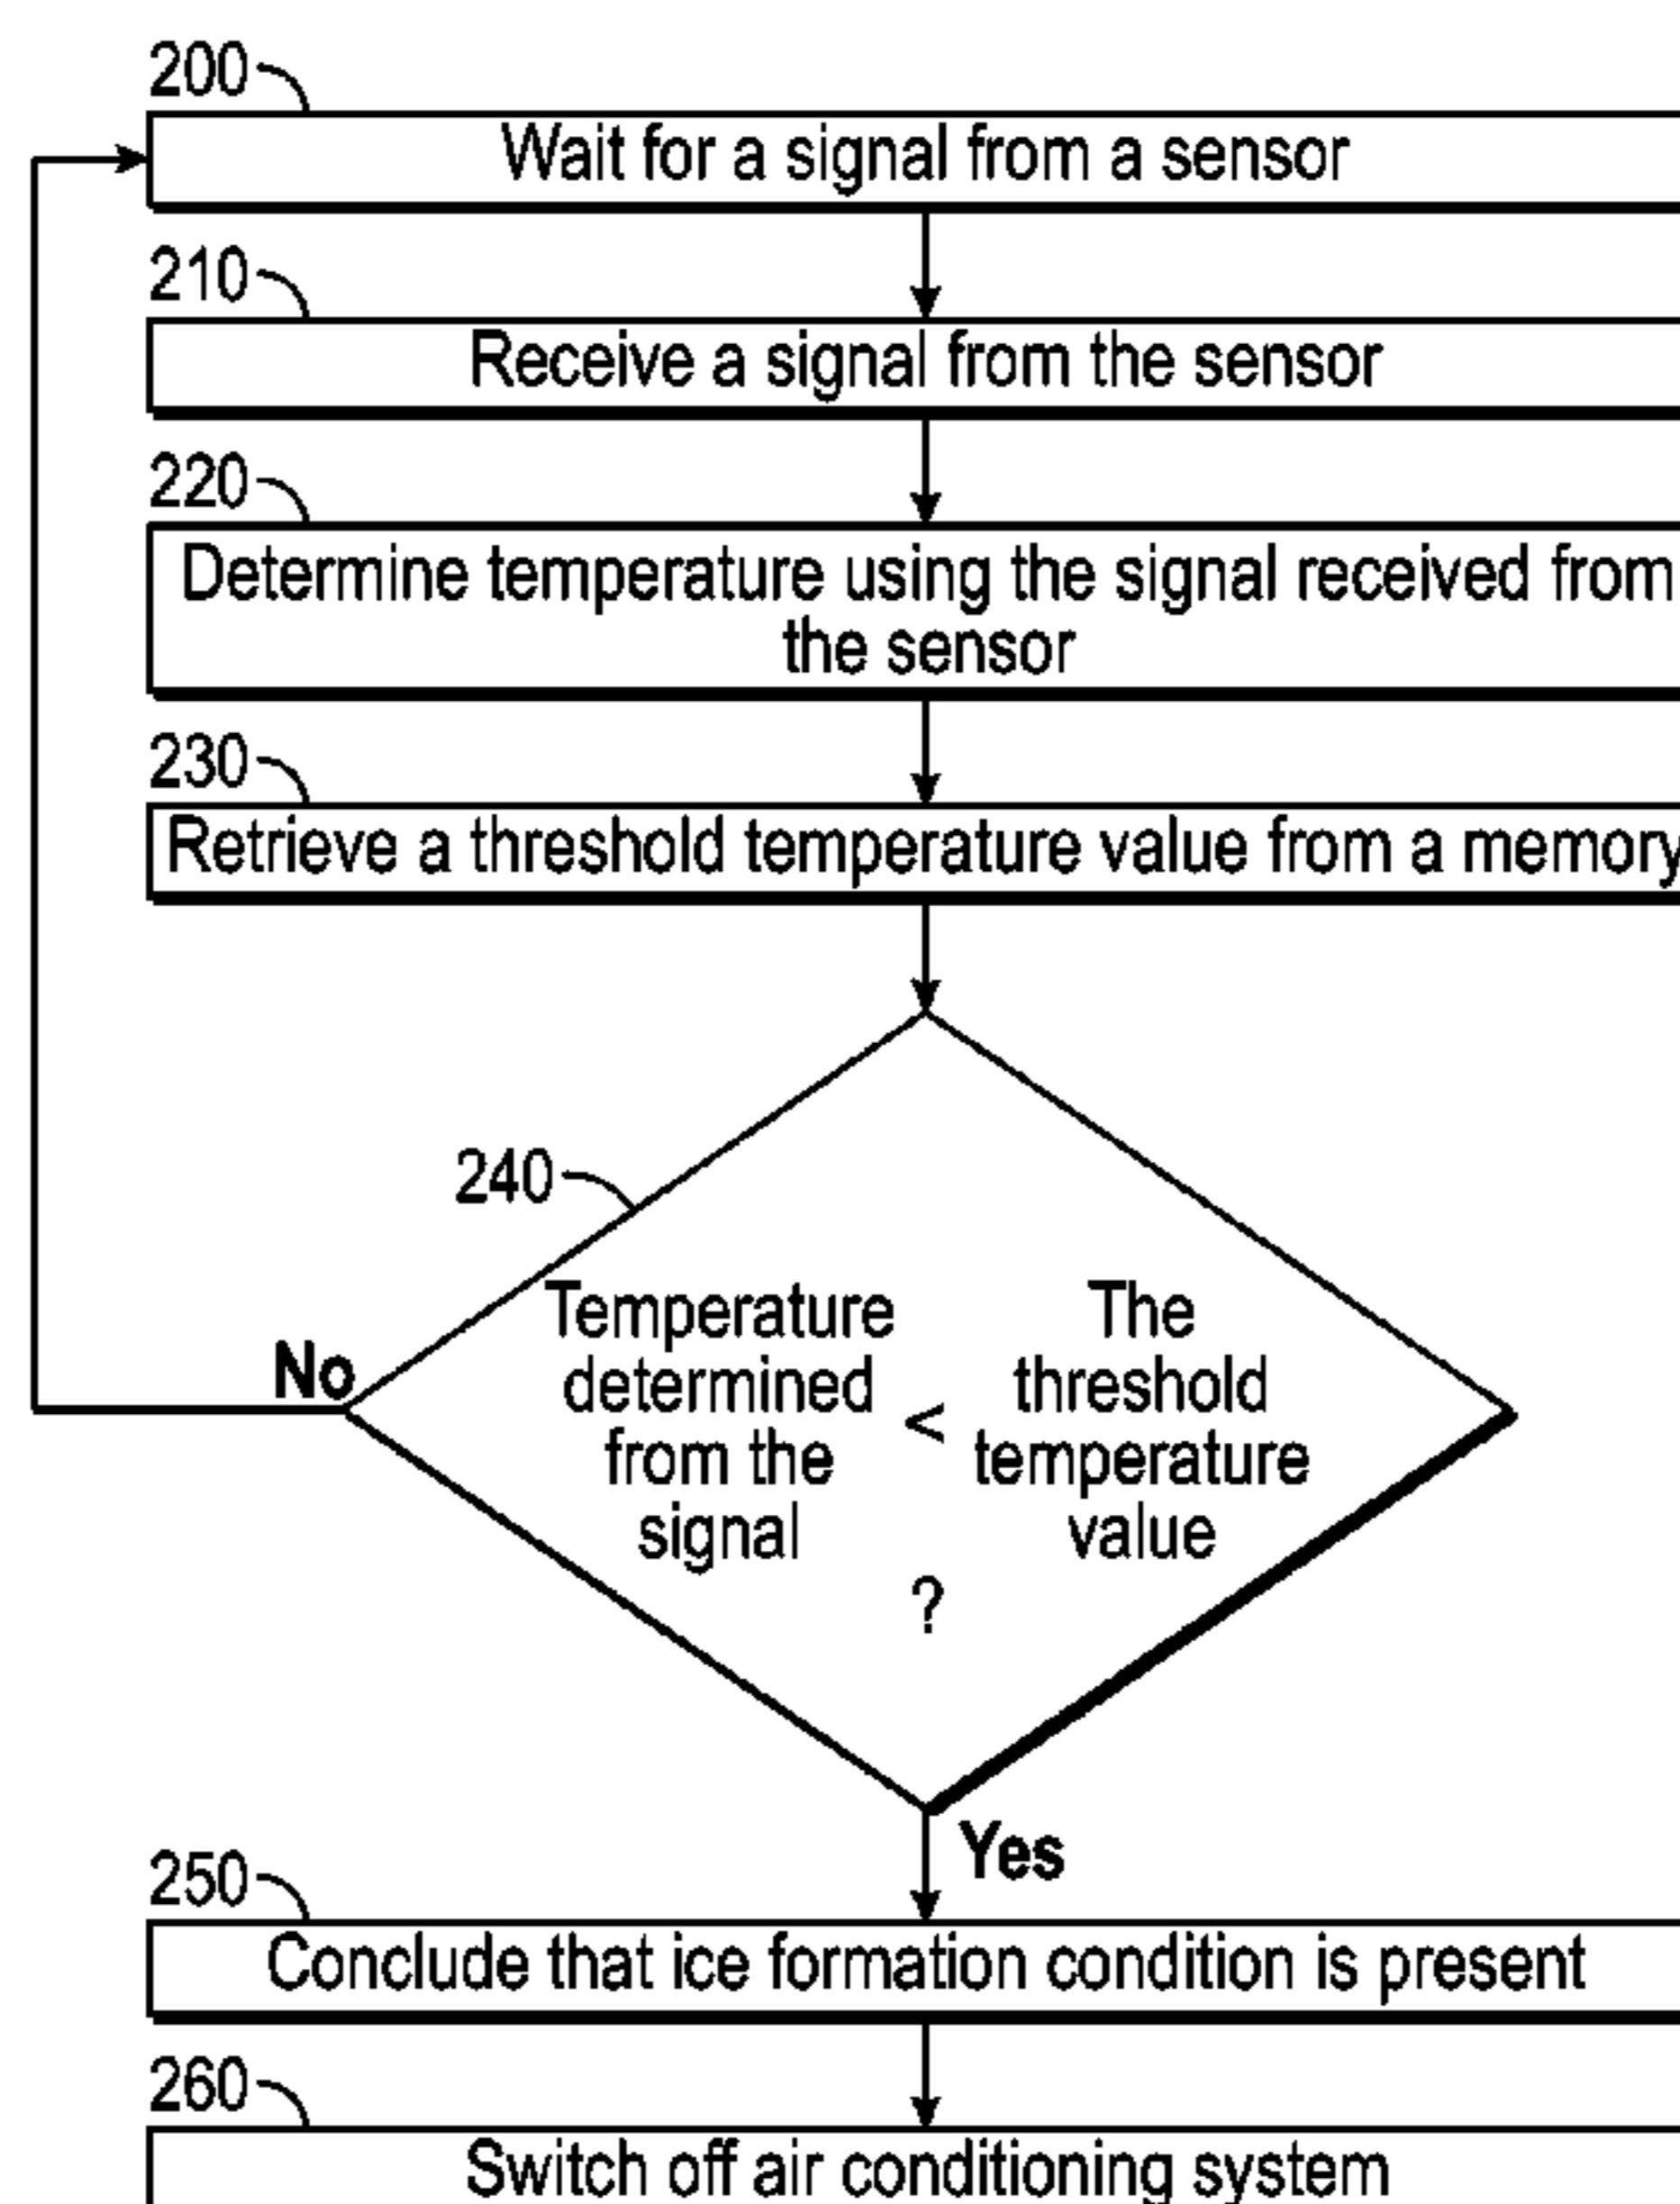 200
Wait for a signal from a sensor
210
Receive a signal from the sensor
220
Determine temperature using the signal received from
the sensor
230
Retrieve a threshold temperature value from a memory
240
Temperature
determined
from the
signal
<
The
threshold
temperature
value
?
No
Yes
250
Conclude that ice formation condition is present
260
Switch off air conditioning system